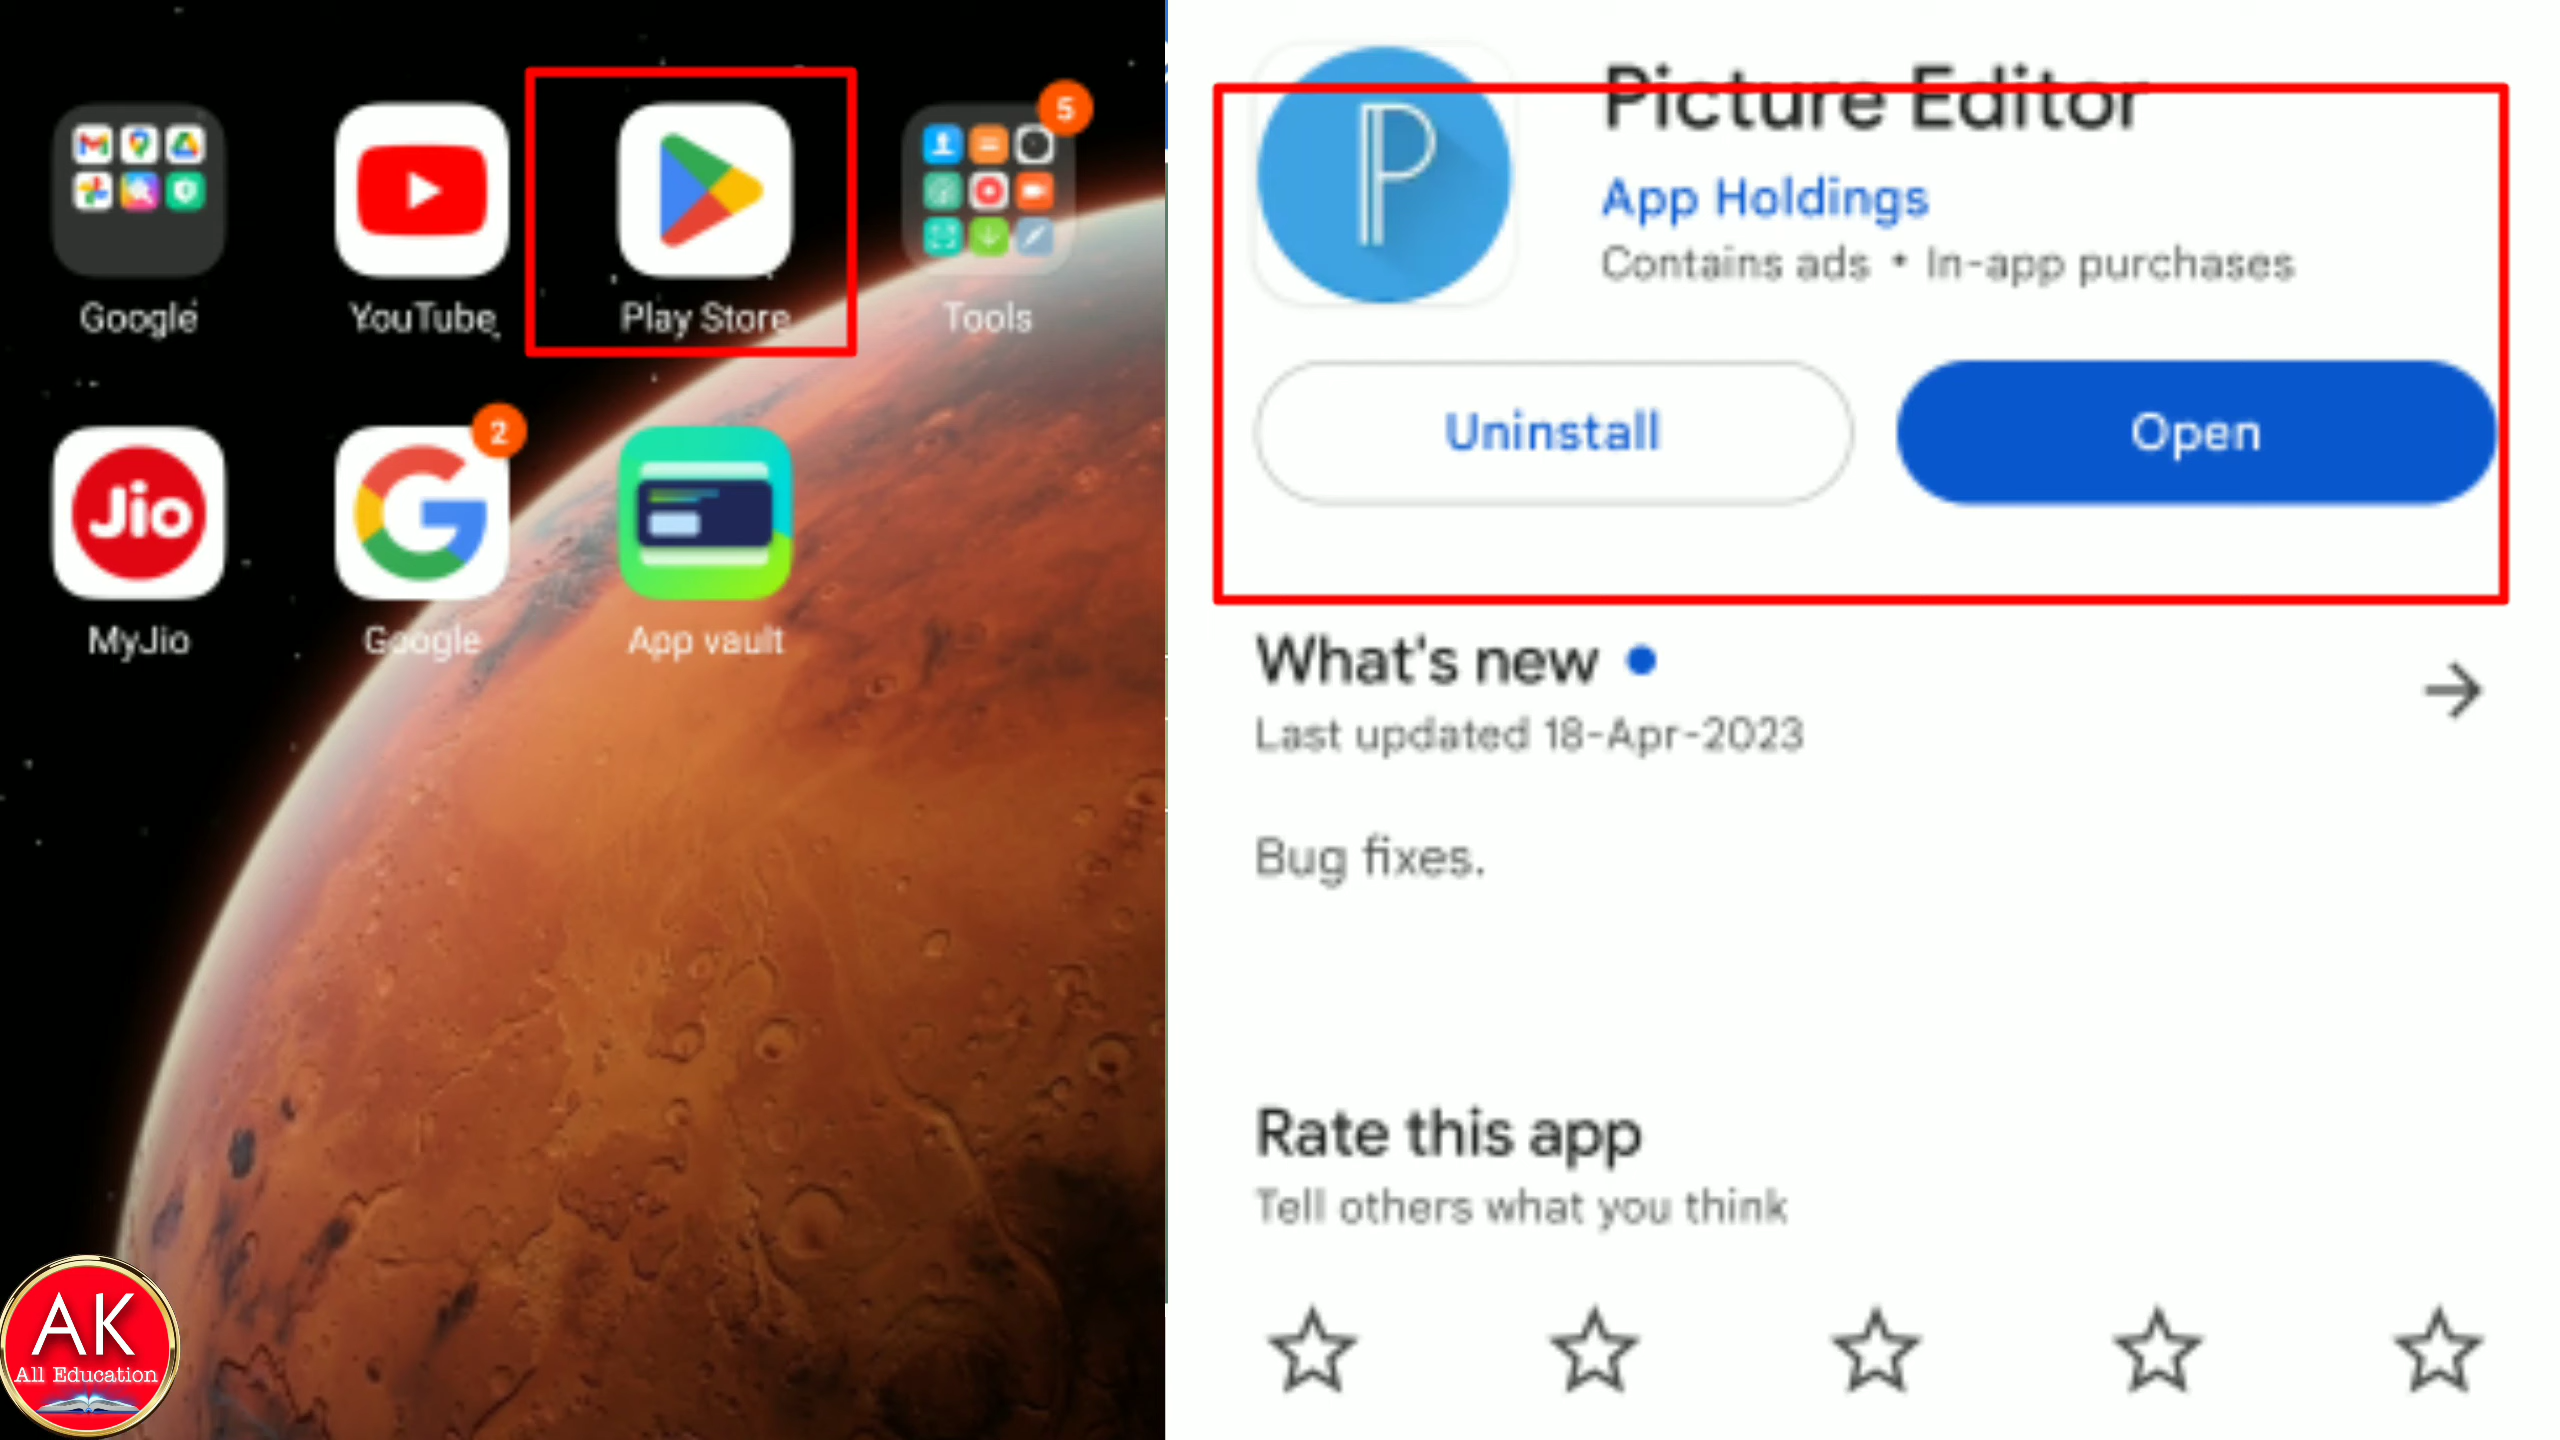 5
Google
YouTube
Play Store
Tools
Jio
2
MyJio
Google
App vault
AK
All Education
Picture Editor
App Holdings
Contains ads • In-app purchases
Uninstall
Open
What's new
Last updated 18-Apr-2023
Bug fixes.
Rate this app
Tell others what you think